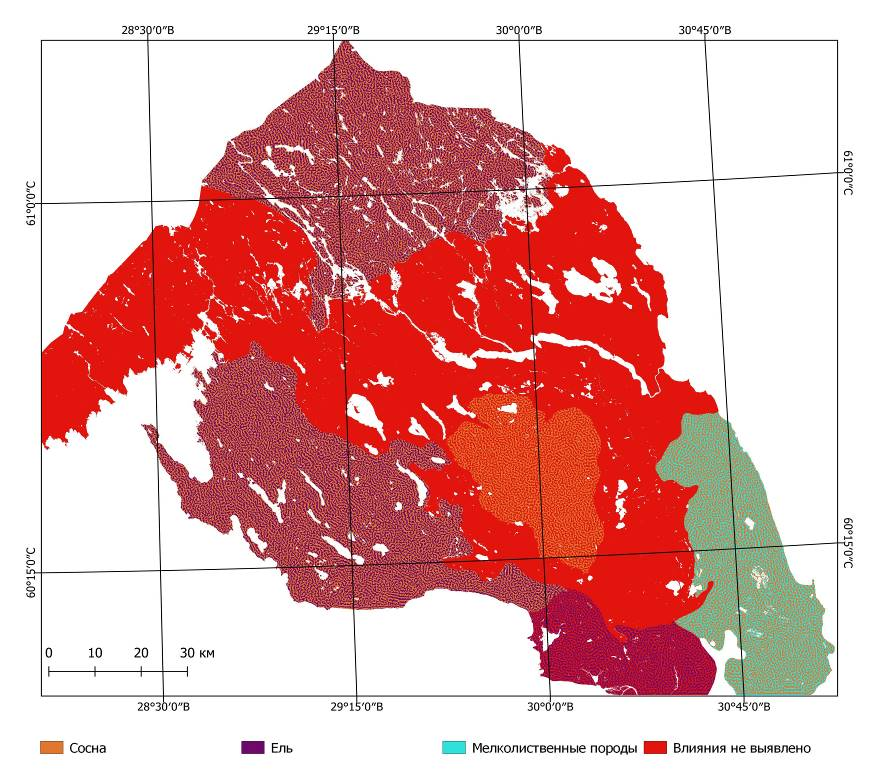 28°30'0"В 29°15'0"В 30°0'0"В 30°45'0"В
61°0'0"С
61°0'0"С
60°15'0"С
60°15'0"С
0 10 20 30 км
28°30'0"В 29°15'0"В 30°0'0"В 30°45'0"В
Сосна Ель Мелколиственные породы Влияния не выявлено